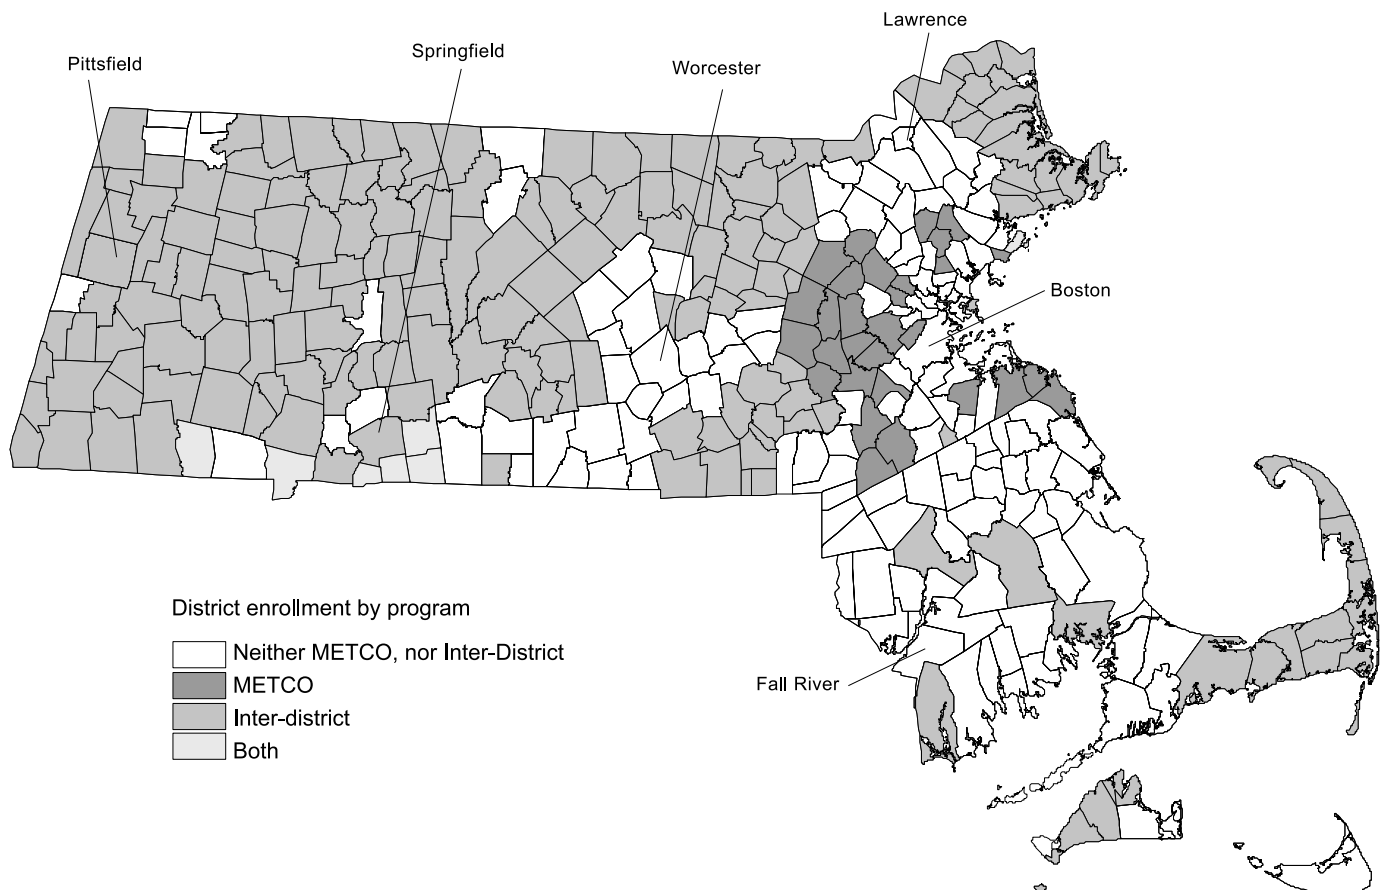 Lawrence
Springfield
Pittsfield
Worcester
Boston
District enrollment by program
Neither METCO, nor Inter-District
METCO
Inter-district
Both
Fall River